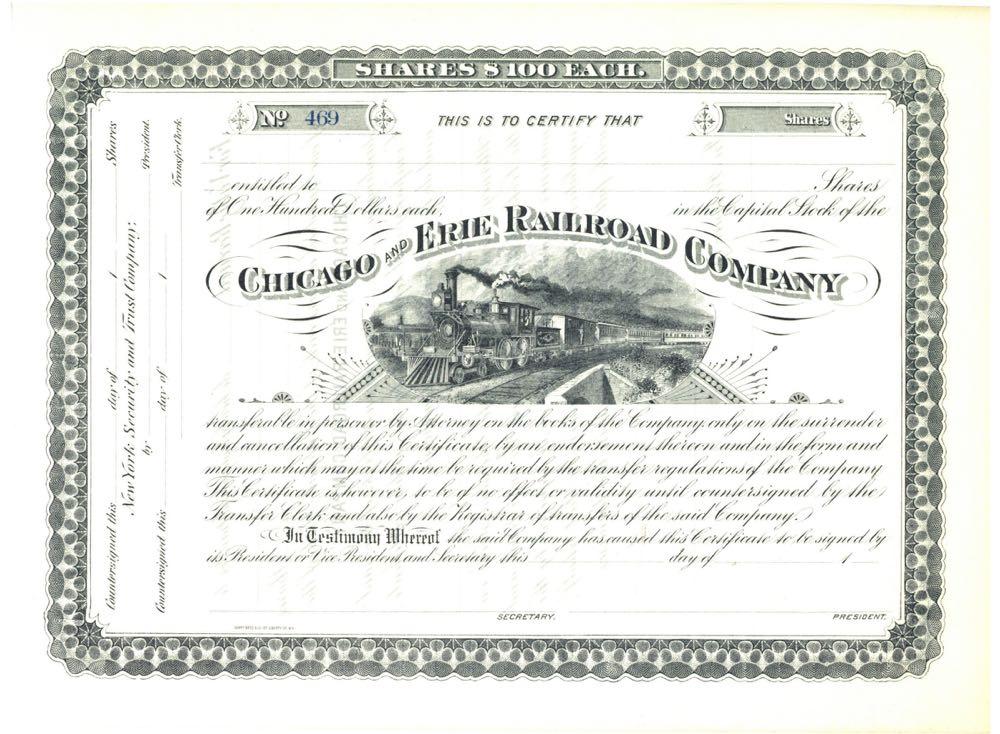 SHARES $100 EACH.
Nº 469
THIS IS TO CERTIFY THAT
Shares
entitled to Shares
of One Hundred Dollars each, in the Capital Stock of the
CHICAGO AND ERIE RAILROAD COMPANY
transferable in person or by Attorney on the books of the Company only on the surrender
and cancellation of this Certificate, by an endorsement thereon and in the form and
manner which may at the time be required by the transfer regulations of the Company
This Certificate is however, to be of no effect or validity until countersigned by the
Transfer Clerk and also by the Registrar of transfers of the said Company.
In Testimony Whereof the said Company has caused this Certificate to be signed by
its President or Vice President and Secretary this day of 1
SECRETARY. PRESIDENT.
Countersigned this day of 1 Shares
New York Security and Trust Company;
by President.
Countersigned this day of 1
Transfer Clerk.